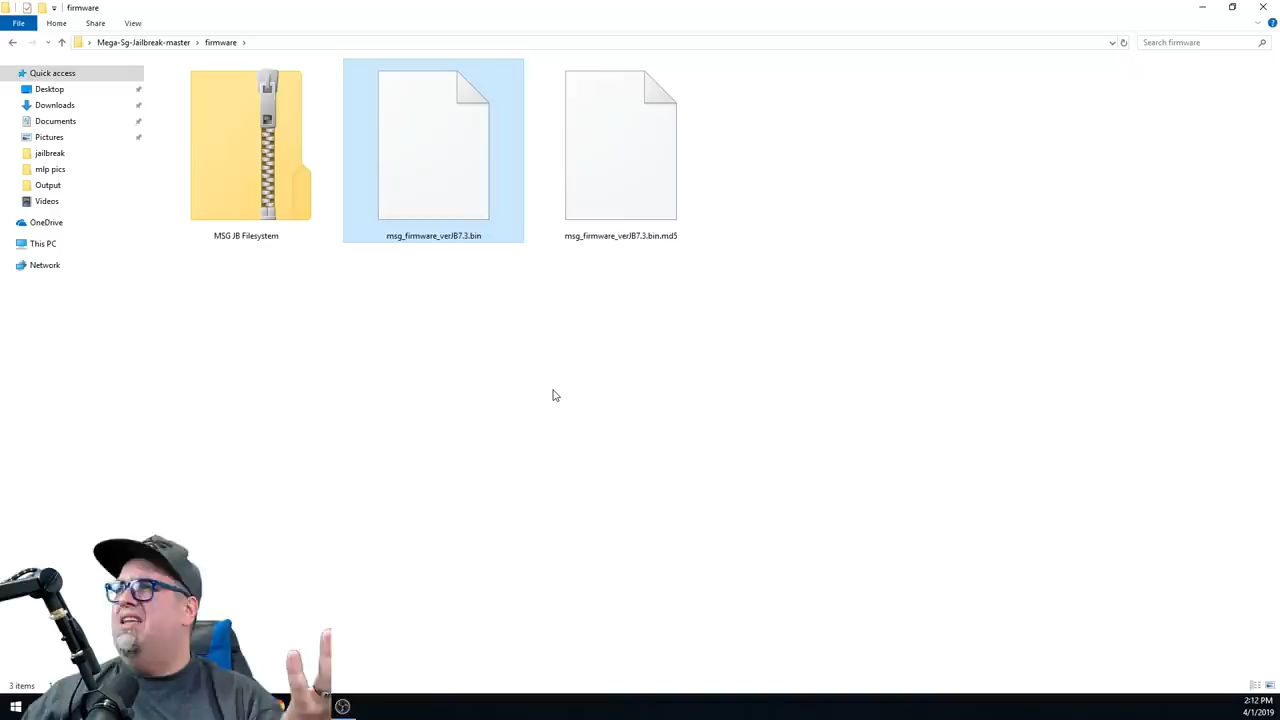 firmware
File
Home
Share
View
Mega-Sg-Jailbreak-master
firmware
Search firmware
Quick access
Desktop
Downloads
Documents
Pictures
jailbreak
mlp pics
Output
Videos
OneDrive
This PC
Network
MSG JB Filesystem
msg_firmware_verJB7.3.bin
msg_firmware_verJB7.3.bin.md5
3 items
2:12 PM
4/1/2019